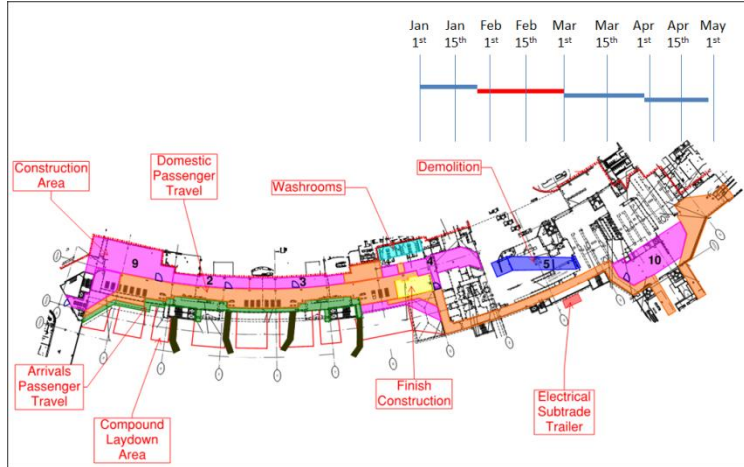 Jan Jan Feb Feb Mar Mar Apr Apr May
1st 15th 1st 15th 1st 15th 1st 15th 1st
Construction
Area
Domestic
Passenger
Travel
Washrooms
Demolition
9
2
3
4
5
10
Arrivals
Passenger
Travel
Compound
Laydown
Area
Finish
Construction
Electrical
Subtrade
Trailer